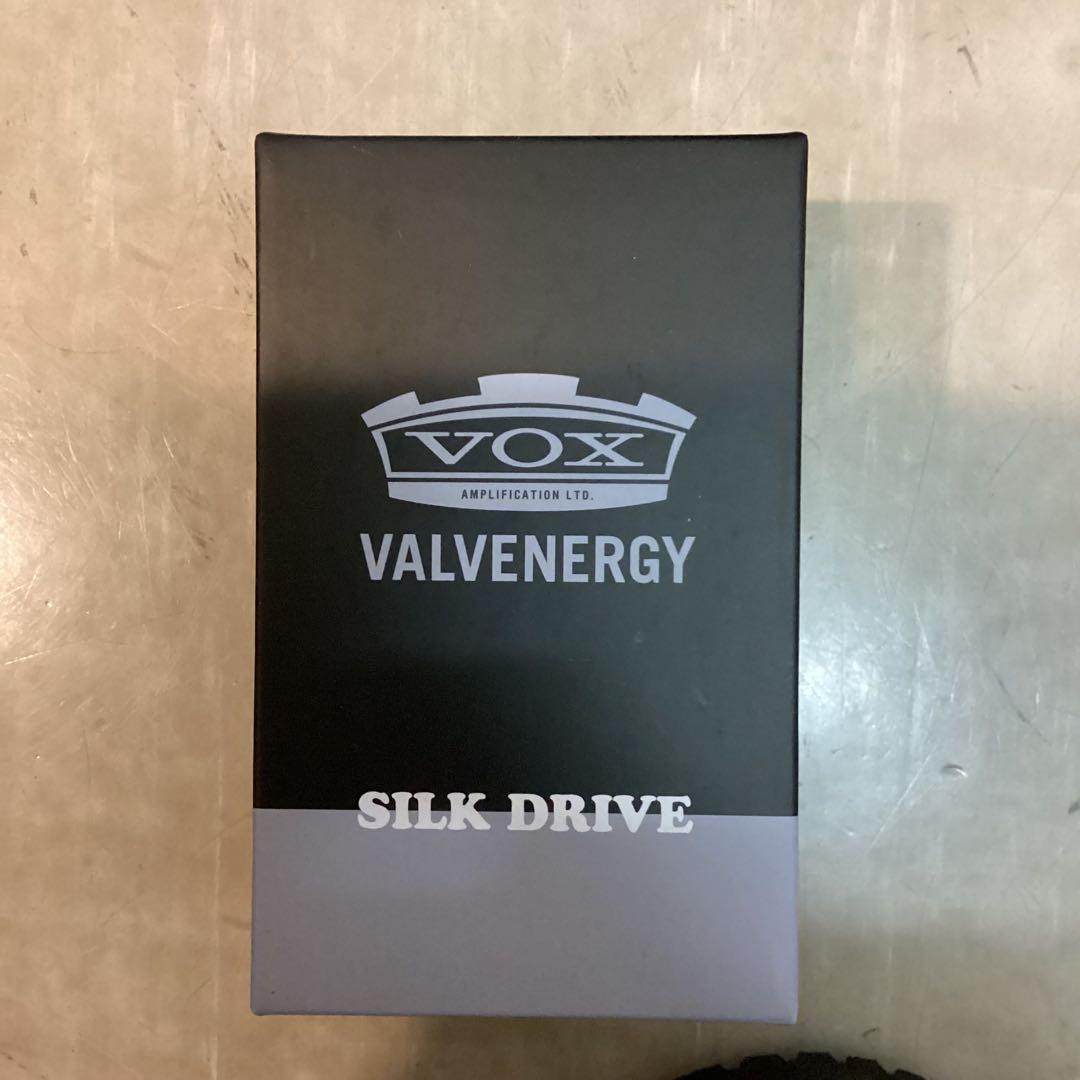 VOX
AMPLIFICATION LTD.
VALVENERGY
SILK DRIVE